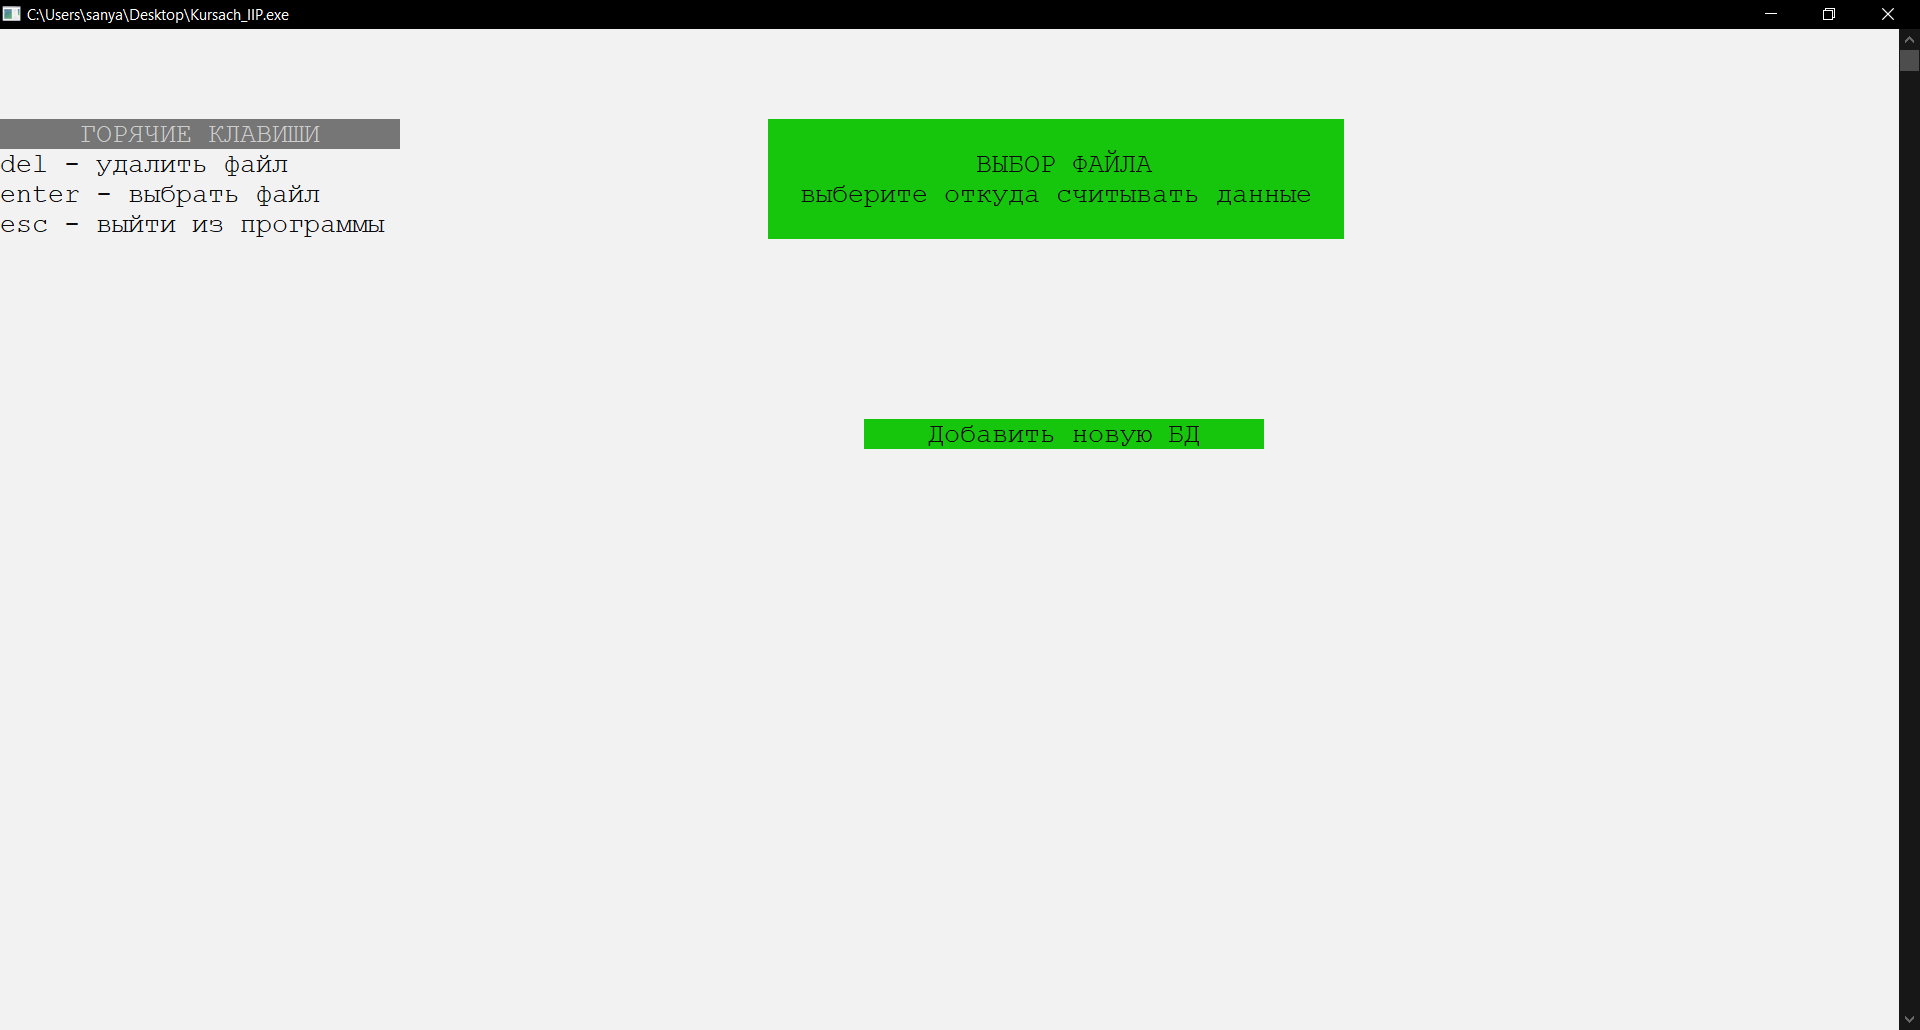 C:\Users\sanya\Desktop\Kursach_IIP.exe
ГОРЯЧИЕ КЛАВИШИ
del - удалить файл
enter - выбрать файл
esc - выйти из программы
ВЫБОР ФАЙЛА
выберите откуда считывать данные
Добавить новую БД